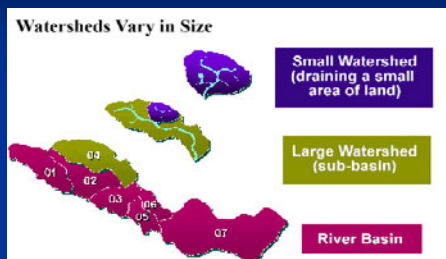 Watersheds Vary in Size
Small Watershed
(draining a small
area of land)
Large Watershed
(sub-basin)
River Basin
04
01
02
03
06
05
07